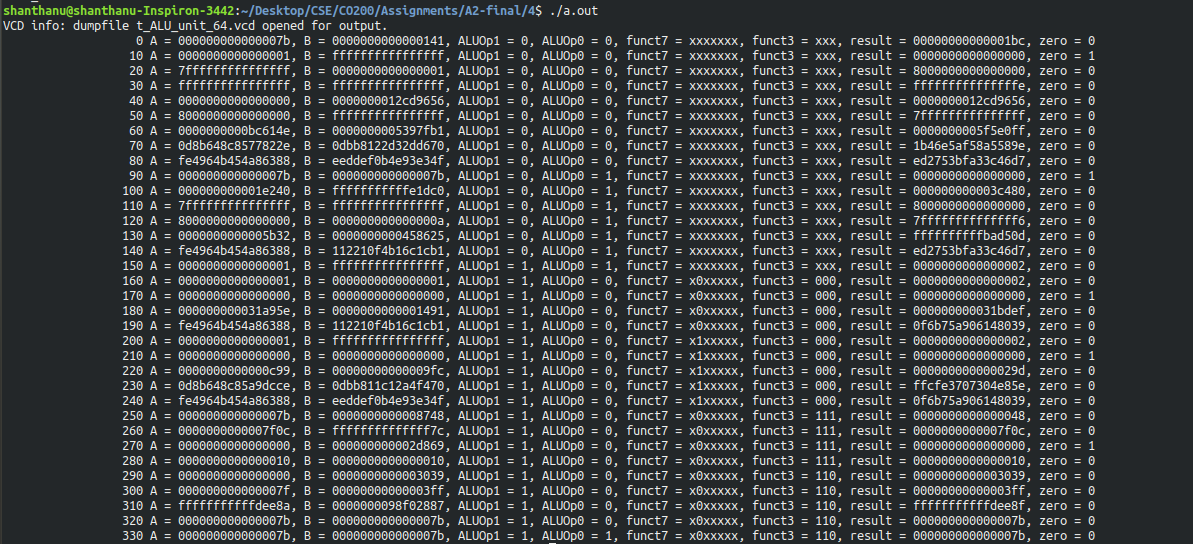 shanthanu@shanthanu-Inspiron-3442:~/Desktop/CSE/CO200/Assignments/A2-final/4$ ./a.out
VCD info: dumpfile t_ALU_unit_64.vcd opened for output.
0 A = 000000000000007b, B = 0000000000000141, ALUOp1 = 0, ALUOp0 = 0, funct7 = xxxxxxx, funct3 = xxx, result = 00000000000001bc, zero = 0
10 A = 0000000000000001, B = ffffffffffffffff, ALUOp1 = 0, ALUOp0 = 0, funct7 = xxxxxxx, funct3 = xxx, result = 0000000000000000, zero = 1
20 A = 7fffffffffffffff, B = 0000000000000001, ALUOp1 = 0, ALUOp0 = 0, funct7 = xxxxxxx, funct3 = xxx, result = 8000000000000000, zero = 0
30 A = ffffffffffffffff, B = ffffffffffffffff, ALUOp1 = 0, ALUOp0 = 0, funct7 = xxxxxxx, funct3 = xxx, result = fffffffffffffffe, zero = 0
40 A = 0000000000000000, B = 0000000012cd9656, ALUOp1 = 0, ALUOp0 = 0, funct7 = xxxxxxx, funct3 = xxx, result = 0000000012cd9656, zero = 0
50 A = 8000000000000000, B = ffffffffffffffff, ALUOp1 = 0, ALUOp0 = 0, funct7 = xxxxxxx, funct3 = xxx, result = 7fffffffffffffff, zero = 0
60 A = 0000000000bc614e, B = 0000000005397fb1, ALUOp1 = 0, ALUOp0 = 0, funct7 = xxxxxxx, funct3 = xxx, result = 0000000005f5e0ff, zero = 0
70 A = 0d8b648c8577822e, B = 0dbb8122d32dd670, ALUOp1 = 0, ALUOp0 = 0, funct7 = xxxxxxx, funct3 = xxx, result = 1b46e5af58a5589e, zero = 0
80 A = fe4964b454a86388, B = eeddef0b4e93e34f, ALUOp1 = 0, ALUOp0 = 0, funct7 = xxxxxxx, funct3 = xxx, result = ed2753bfa33c46d7, zero = 0
90 A = 000000000000007b, B = 000000000000007b, ALUOp1 = 0, ALUOp0 = 1, funct7 = xxxxxxx, funct3 = xxx, result = 0000000000000000, zero = 1
100 A = 000000000001e240, B = fffffffffffe1dc0, ALUOp1 = 0, ALUOp0 = 1, funct7 = xxxxxxx, funct3 = xxx, result = 000000000003c480, zero = 0
110 A = 7fffffffffffffff, B = ffffffffffffffff, ALUOp1 = 0, ALUOp0 = 1, funct7 = xxxxxxx, funct3 = xxx, result = 8000000000000000, zero = 0
120 A = 8000000000000000, B = 000000000000000a, ALUOp1 = 0, ALUOp0 = 1, funct7 = xxxxxxx, funct3 = xxx, result = 7ffffffffffffff6, zero = 0
130 A = 0000000000005b32, B = 0000000000458625, ALUOp1 = 0, ALUOp0 = 1, funct7 = xxxxxxx, funct3 = xxx, result = ffffffffffbad50d, zero = 0
140 A = fe4964b454a86388, B = 112210f4b16c1cb1, ALUOp1 = 0, ALUOp0 = 1, funct7 = xxxxxxx, funct3 = xxx, result = ed2753bfa33c46d7, zero = 0
150 A = 0000000000000001, B = ffffffffffffffff, ALUOp1 = 1, ALUOp0 = 1, funct7 = xxxxxxx, funct3 = xxx, result = 0000000000000002, zero = 0
160 A = 0000000000000001, B = 0000000000000001, ALUOp1 = 1, ALUOp0 = 0, funct7 = x0xxxxx, funct3 = 000, result = 0000000000000002, zero = 0
170 A = 0000000000000000, B = 0000000000000000, ALUOp1 = 1, ALUOp0 = 0, funct7 = x0xxxxx, funct3 = 000, result = 0000000000000000, zero = 1
180 A = 000000000031a95e, B = 0000000000001491, ALUOp1 = 1, ALUOp0 = 0, funct7 = x0xxxxx, funct3 = 000, result = 000000000031bdef, zero = 0
190 A = fe4964b454a86388, B = 112210f4b16c1cb1, ALUOp1 = 1, ALUOp0 = 0, funct7 = x0xxxxx, funct3 = 000, result = 0f6b75a906148039, zero = 0
200 A = 0000000000000001, B = ffffffffffffffff, ALUOp1 = 1, ALUOp0 = 0, funct7 = x1xxxxx, funct3 = 000, result = 0000000000000002, zero = 0
210 A = 0000000000000000, B = 0000000000000000, ALUOp1 = 1, ALUOp0 = 0, funct7 = x1xxxxx, funct3 = 000, result = 0000000000000000, zero = 1
220 A = 0000000000000c99, B = 00000000000009fc, ALUOp1 = 1, ALUOp0 = 0, funct7 = x1xxxxx, funct3 = 000, result = 000000000000029d, zero = 0
230 A = 0d8b648c85a9dcce, B = 0dbb811c12a4f470, ALUOp1 = 1, ALUOp0 = 0, funct7 = x1xxxxx, funct3 = 000, result = ffcfe3707304e85e, zero = 0
240 A = fe4964b454a86388, B = eeddef0b4e93e34f, ALUOp1 = 1, ALUOp0 = 0, funct7 = x1xxxxx, funct3 = 000, result = 0f6b75a906148039, zero = 0
250 A = 000000000000007b, B = 0000000000008748, ALUOp1 = 1, ALUOp0 = 0, funct7 = x0xxxxx, funct3 = 111, result = 0000000000000048, zero = 0
260 A = 0000000000007f0c, B = ffffffffffffff7c, ALUOp1 = 1, ALUOp0 = 0, funct7 = x0xxxxx, funct3 = 111, result = 0000000000007f0c, zero = 0
270 A = 0000000000000000, B = 000000000002d869, ALUOp1 = 1, ALUOp0 = 0, funct7 = x0xxxxx, funct3 = 111, result = 0000000000000000, zero = 1
280 A = 0000000000000010, B = 0000000000000010, ALUOp1 = 1, ALUOp0 = 0, funct7 = x0xxxxx, funct3 = 111, result = 0000000000000010, zero = 0
290 A = 0000000000000000, B = 0000000000003039, ALUOp1 = 1, ALUOp0 = 0, funct7 = x0xxxxx, funct3 = 110, result = 0000000000003039, zero = 0
300 A = 000000000000007f, B = 00000000000003ff, ALUOp1 = 1, ALUOp0 = 0, funct7 = x0xxxxx, funct3 = 110, result = 00000000000003ff, zero = 0
310 A = fffffffffffdee8a, B = 0000000098f02887, ALUOp1 = 1, ALUOp0 = 0, funct7 = x0xxxxx, funct3 = 110, result = fffffffffffdee8f, zero = 0
320 A = 000000000000007b, B = 000000000000007b, ALUOp1 = 1, ALUOp0 = 0, funct7 = x0xxxxx, funct3 = 110, result = 000000000000007b, zero = 0
330 A = 000000000000007b, B = 000000000000007b, ALUOp1 = 1, ALUOp0 = 1, funct7 = x0xxxxx, funct3 = 110, result = 000000000000007b, zero = 0